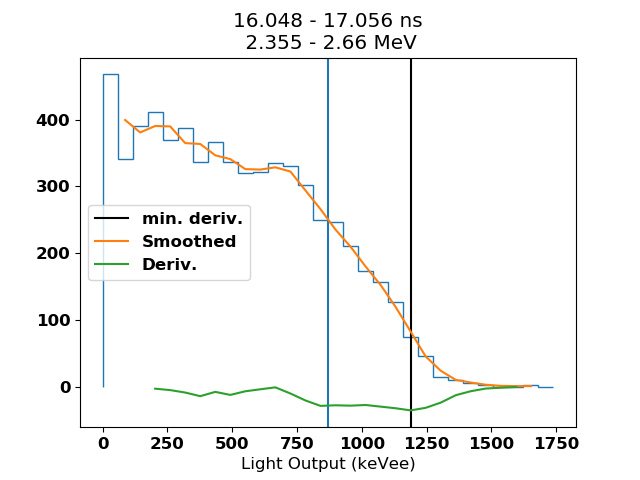 16.048 - 17.056 ns
2.355 - 2.66 MeV
400
300
200
100
0
min. deriv.
Smoothed
Deriv.
0 250 500 750 1000 1250 1500 1750
Light Output (keVee)